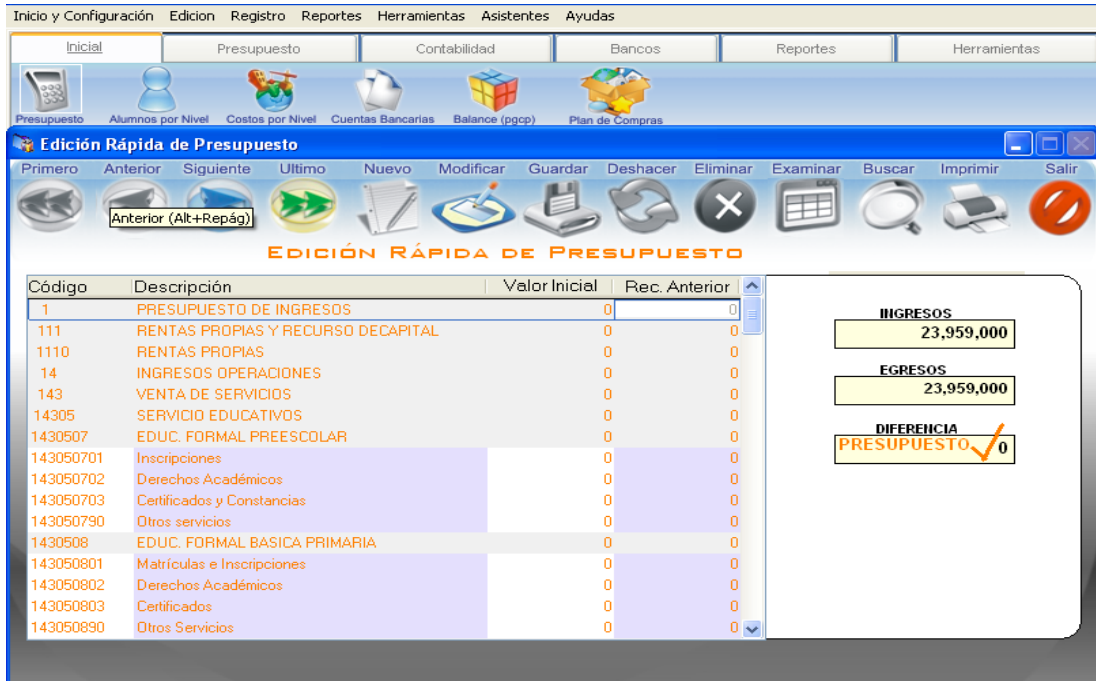 Inicio y Configuración Edicion Registro Reportes Herramientas Asistentes Ayudas
Inicial Presupuesto Contabilidad Bancos Reportes Herramientas
Presupuesto Alumnos por Nivel Costos por Nivel Cuentas Bancarias Balance (pgcp) Plan de Compras
Edición Rápida de Presupuesto
Primero Anterior Siguiente Ultimo Nuevo Modificar Guardar Deshacer Eliminar Examinar Buscar Imprimir Salir
Anterior (Alt+Repág)
EDICIÓN RÁPIDA DE PRESUPUESTO
Código Descripción Valor Inicial Rec. Anterior
1 PRESUPUESTO DE INGRESOS 0 0
111 RENTAS PROPIAS Y RECURSO DECAPITAL 0 0
1110 RENTAS PROPIAS 0 0
14 INGRESOS OPERACIONES 0 0
143 VENTA DE SERVICIOS 0 0
14305 SERVICIO EDUCATIVOS 0 0
1430507 EDUC. FORMAL PREESCOLAR 0 0
143050701 Inscripciones 0 0
143050702 Derechos Académicos 0 0
143050703 Certificados y Constancias 0 0
143050790 Otros servicios 0 0
1430508 EDUC. FORMAL BASICA PRIMARIA 0 0
143050801 Matrículas e Inscripciones 0 0
143050802 Derechos Académicos 0 0
143050803 Certificados 0 0
143050890 Otros Servicios 0 0
INGRESOS
23,959,000
EGRESOS
23,959,000
DIFERENCIA
PRESUPUESTO 0